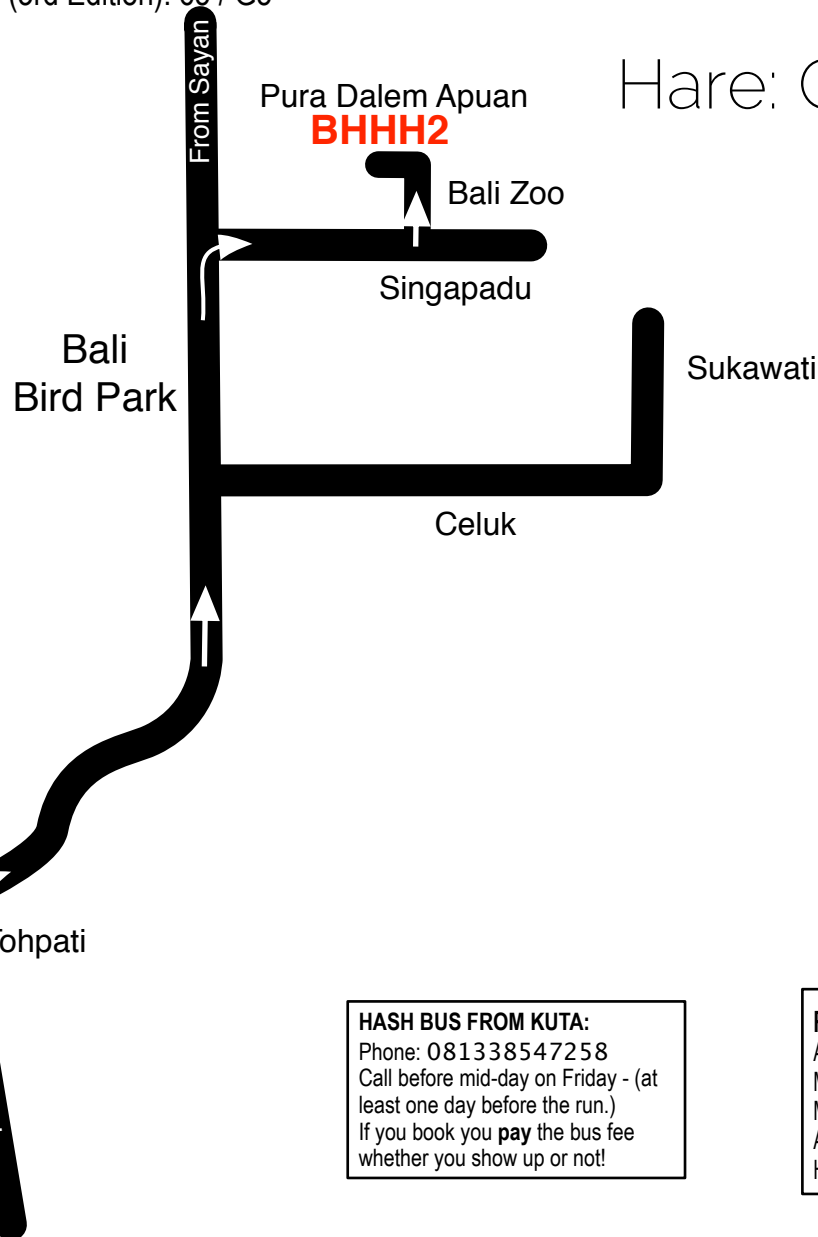 From Sayan
Pura Dalem Apuan
BHHH2
Hare:
Bali Zoo
Singapadu
Bali
Bird Park
Sukawati
Celuk
HASH BUS FROM KUTA:
Phone: 081338547258
Call before mid-day on Friday - (at
least one day before the run.)
If you book you pay the bus fee
whether you show up or not!